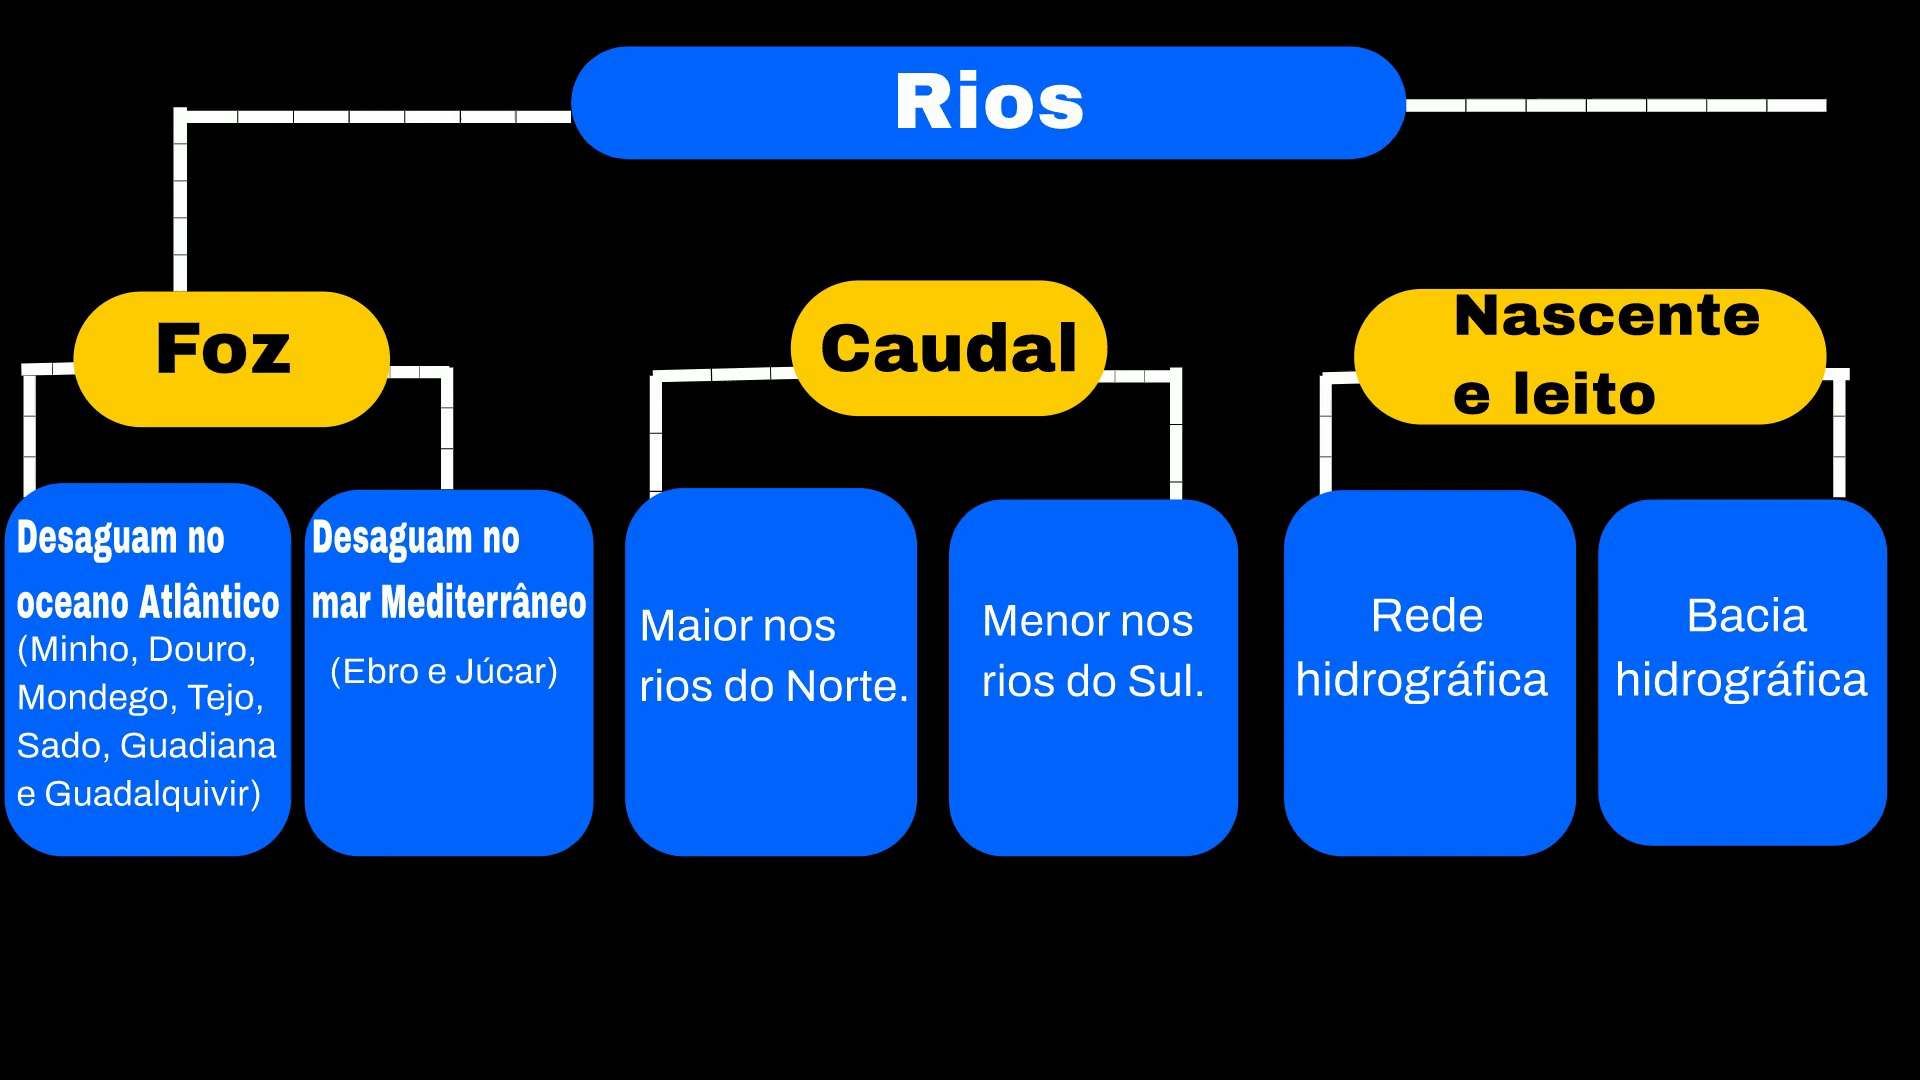 Rios
Foz
Caudal
Nascente
e leito
Desaguam no
oceano Atlântico
(Minho, Douro,
Mondego, Tejo,
Sado, Guadiana
e Guadalquivir)
Desaguam no
mar Mediterrâneo
(Ebro e Júcar)
Maior nos
rios do Norte.
Menor nos
rios do Sul.
Rede
hidrográfica
Bacia
hidrográfica